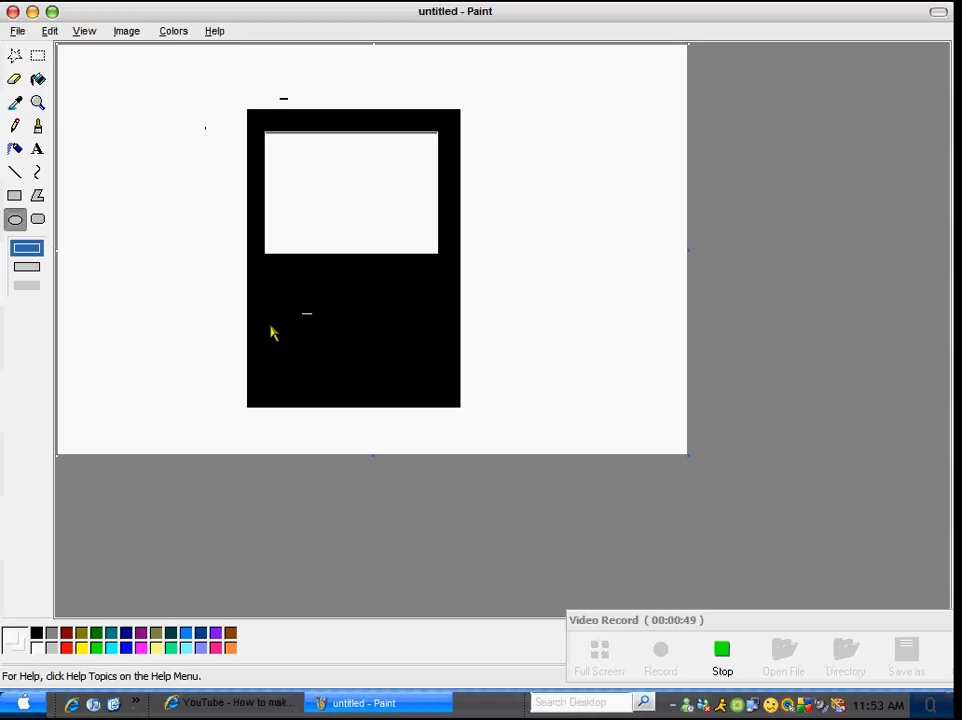 untitled - Paint
File Edit View Image Colors Help
A
Video Record ( 00:00:49 )
Full Screen Record Stop Open File Directory Save as
For Help, click Help Topics on the Help Menu.
YouTube - How to mak... untitled - Paint Search Desktop 11:53 AM